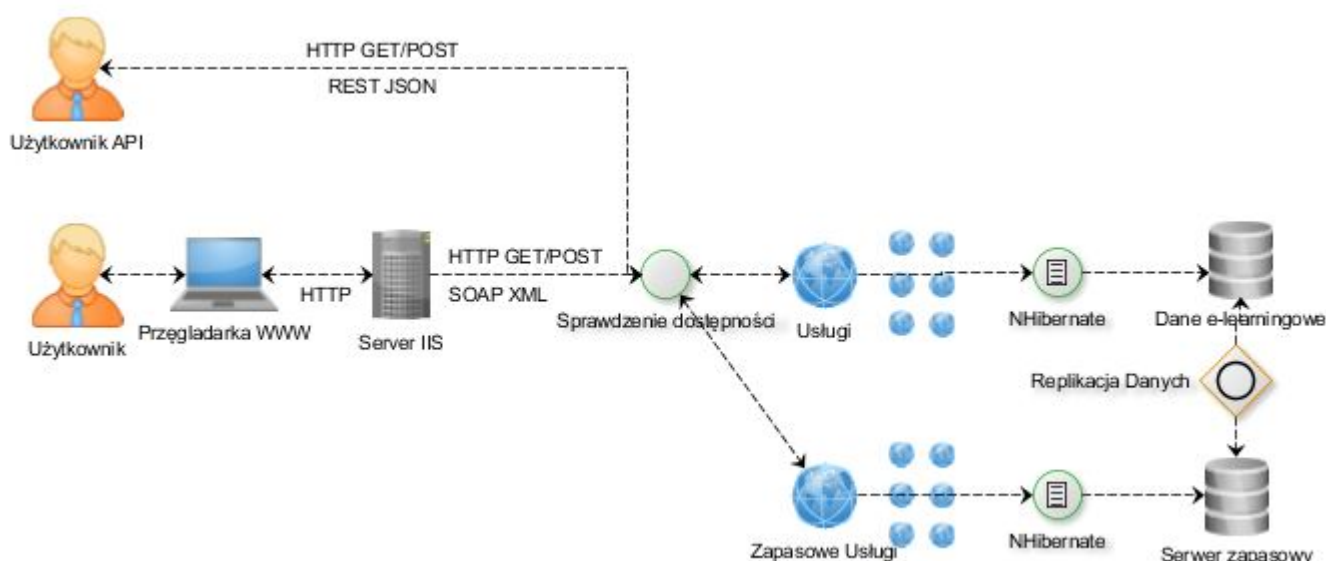 HTTP GET/POST
REST JSON
Użytkownik API
HTTP GET/POST
HTTP
SOAP XML
Sprawdzenie dostępności
Usługi
NHibernate
Dane e-learningowe
Przęgladarka WWW
Server IIS
Użytkownik
Replikacja Danych
Zapasowe Usługi
NHibernate
Serwer zapasowy